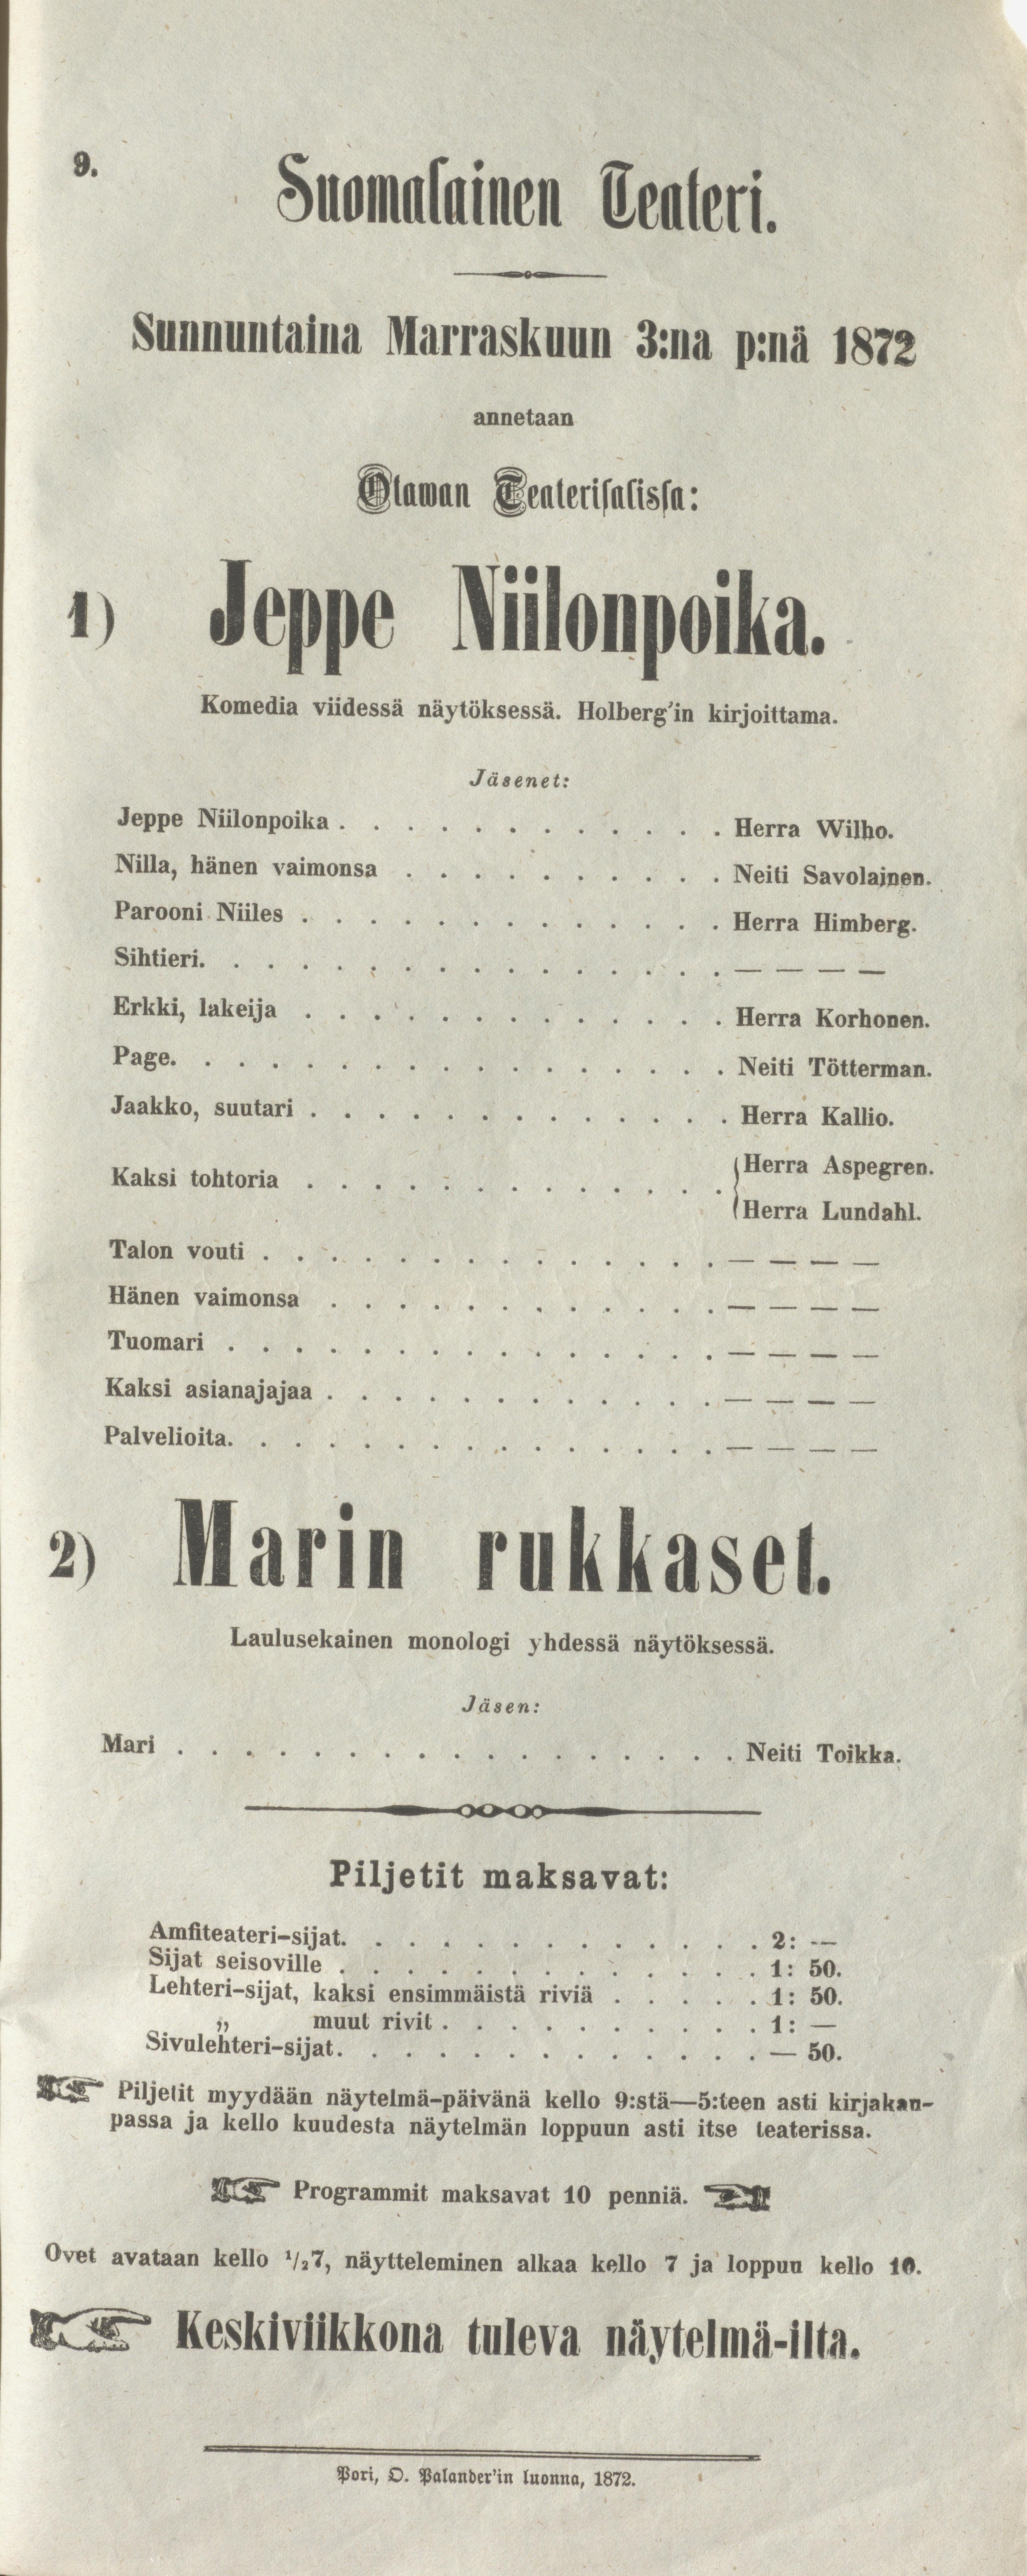 9.
Suomalainen Teateri.
Sunnuntaina Marraskuun 3:na p:nä 1872
annetaan
Otawan Teaterisalissa:
1) Jeppe Niilonpoika.
Komedia viidessä näytöksessä. Holberg'in kirjoittama.
Jäsenet:
Jeppe Niilonpoika . . . . . . . . . . . . Herra Wilho.
Nilla, hänen vaimonsa . . . . . . . . . . Neiti Savolainen.
Parooni Niiles . . . . . . . . . . . . . Herra Himberg.
Sihtieri. . . . . . . . . . . . . . . . — — — —
Erkki, lakeija . . . . . . . . . . . . . Herra Korhonen.
Page. . . . . . . . . . . . . . . . . Neiti Tötterman.
Jaakko, suutari . . . . . . . . . . . . . Herra Kallio.
Kaksi tohtoria . . . . . . . . . . . . . {Herra Aspegren.
Herra Lundahl.
Talon vouti . . . . . . . . . . . . . . — — — —
Hänen vaimonsa . . . . . . . . . . . . — — — —
Tuomari . . . . . . . . . . . . . . . — — — —
Kaksi asianajajaa . . . . . . . . . . . . — — — —
Palvelioita. . . . . . . . . . . . . . . — — — —
2) Marin rukkaset.
Laulusekainen monologi yhdessä näytöksessä.
Jäsen:
Mari . . . . . . . . . . . . . . . . . Neiti Toikka.
Piljetit maksavat:
Amfiteateri-sijat. . . . . . . . . . . . . 2: —
Sijat seisoville . . . . . . . . . . . . . 1: 50.
Lehteri-sijat, kaksi ensimmäistä riviä . . . . . 1: 50.
„ muut rivit . . . . . . . . . . 1: —
Sivulehteri-sijat. . . . . . . . . . . . . — 50.
Piljetit myydään näytelmä-päivänä kello 9:stä—5:teen asti kirjakau-
passa ja kello kuudesta näytelmän loppuun asti itse teaterissa.
Programmit maksavat 10 penniä.
Ovet avataan kello ¹/₂7, näytteleminen alkaa kello 7 ja loppuu kello 10.
Keskiviikkona tuleva näytelmä-ilta.
Pori, O. Palander'in luonna, 1872.